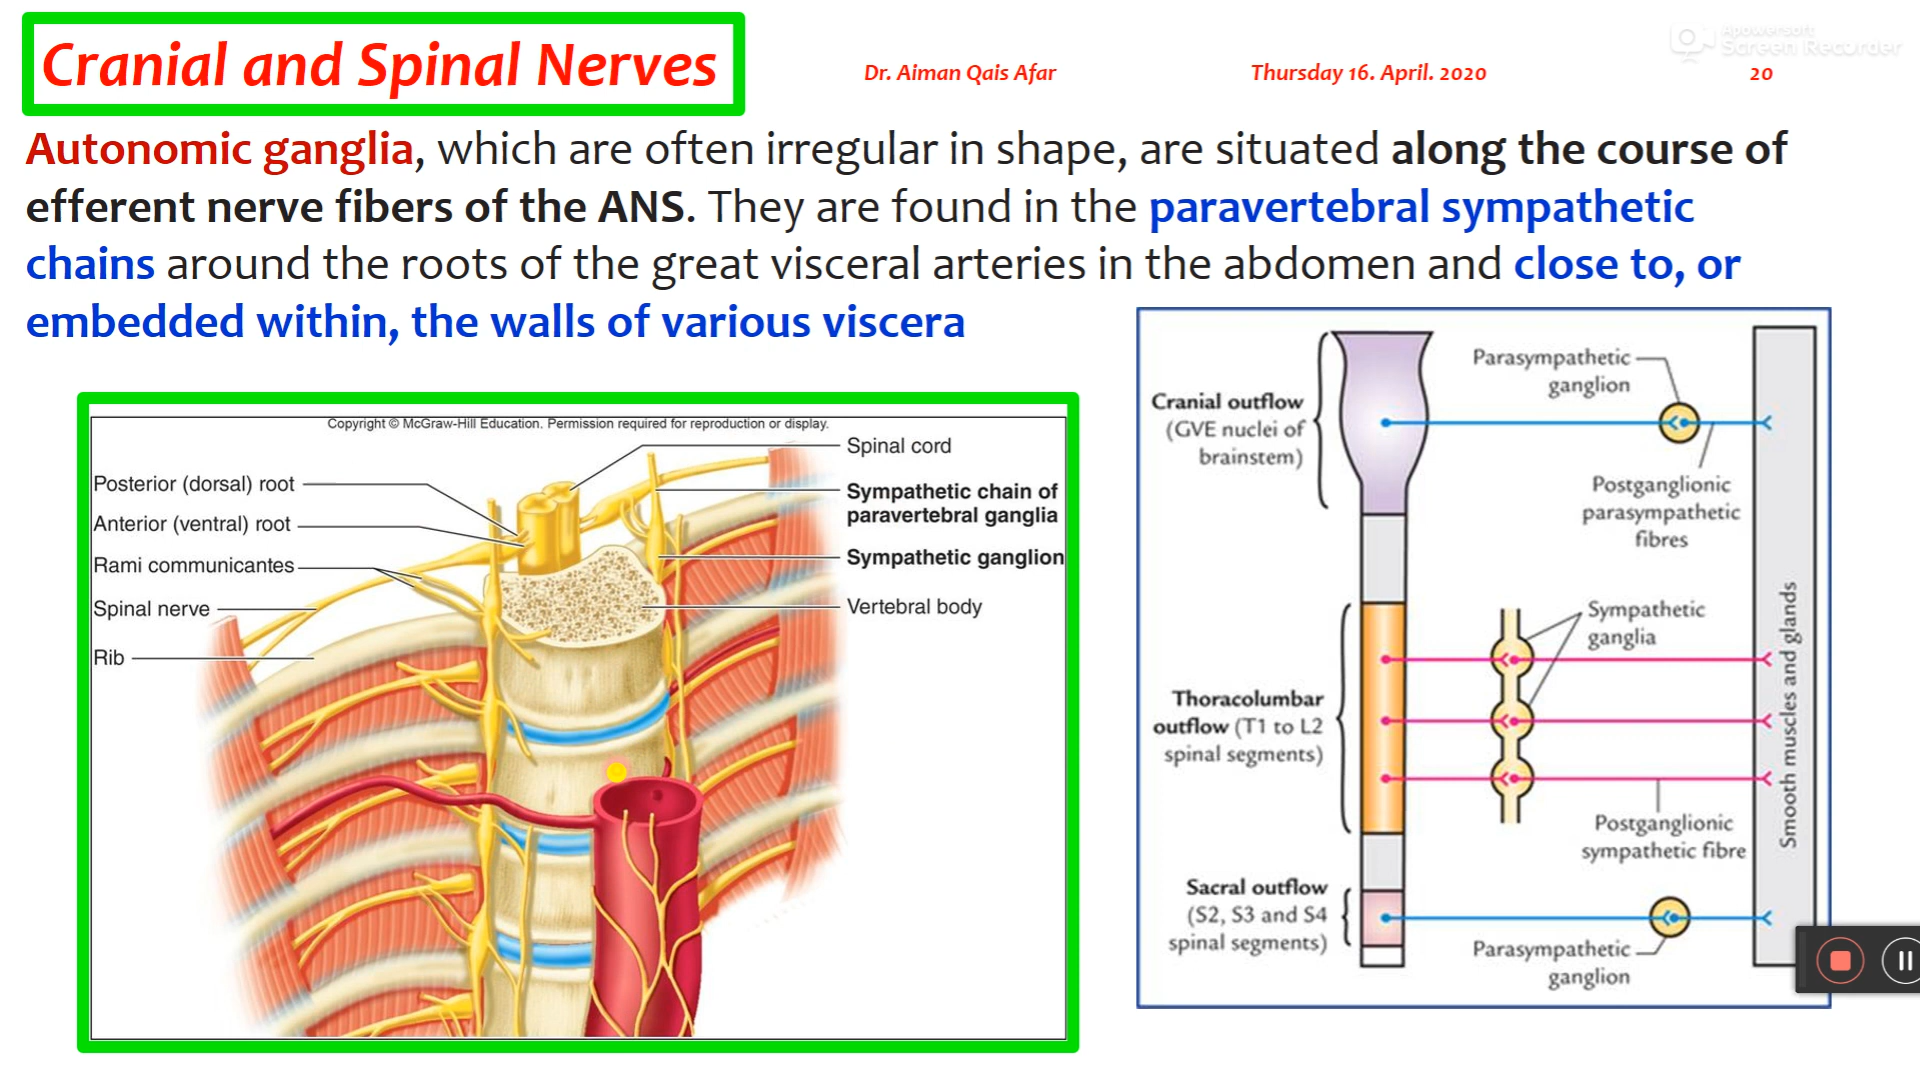 Cranial and Spinal Nerves
Dr. Aiman Qais Afar
Thursday 16. April. 2020
20
Apowersoft
Screen Recorder
Autonomic ganglia, which are often irregular in shape, are situated along the course of
efferent nerve fibers of the ANS. They are found in the paravertebral sympathetic
chains around the roots of the great visceral arteries in the abdomen and close to, or
embedded within, the walls of various viscera
Copyright © McGraw-Hill Education. Permission required for reproduction or display.
Posterior (dorsal) root
Anterior (ventral) root
Rami communicantes
Spinal nerve
Rib
Spinal cord
Sympathetic chain of
paravertebral ganglia
Sympathetic ganglion
Vertebral body
Cranial outflow
(GVE nuclei of
brainstem)
Parasympathetic
ganglion
Postganglionic
parasympathetic
fibres
Sympathetic
ganglia
Thoracolumbar
outflow (T1 to L2
spinal segments)
Postganglionic
sympathetic fibre
Sacral outflow
(S2, S3 and S4
spinal segments)
Parasympathetic
ganglion
Smooth muscles and glands